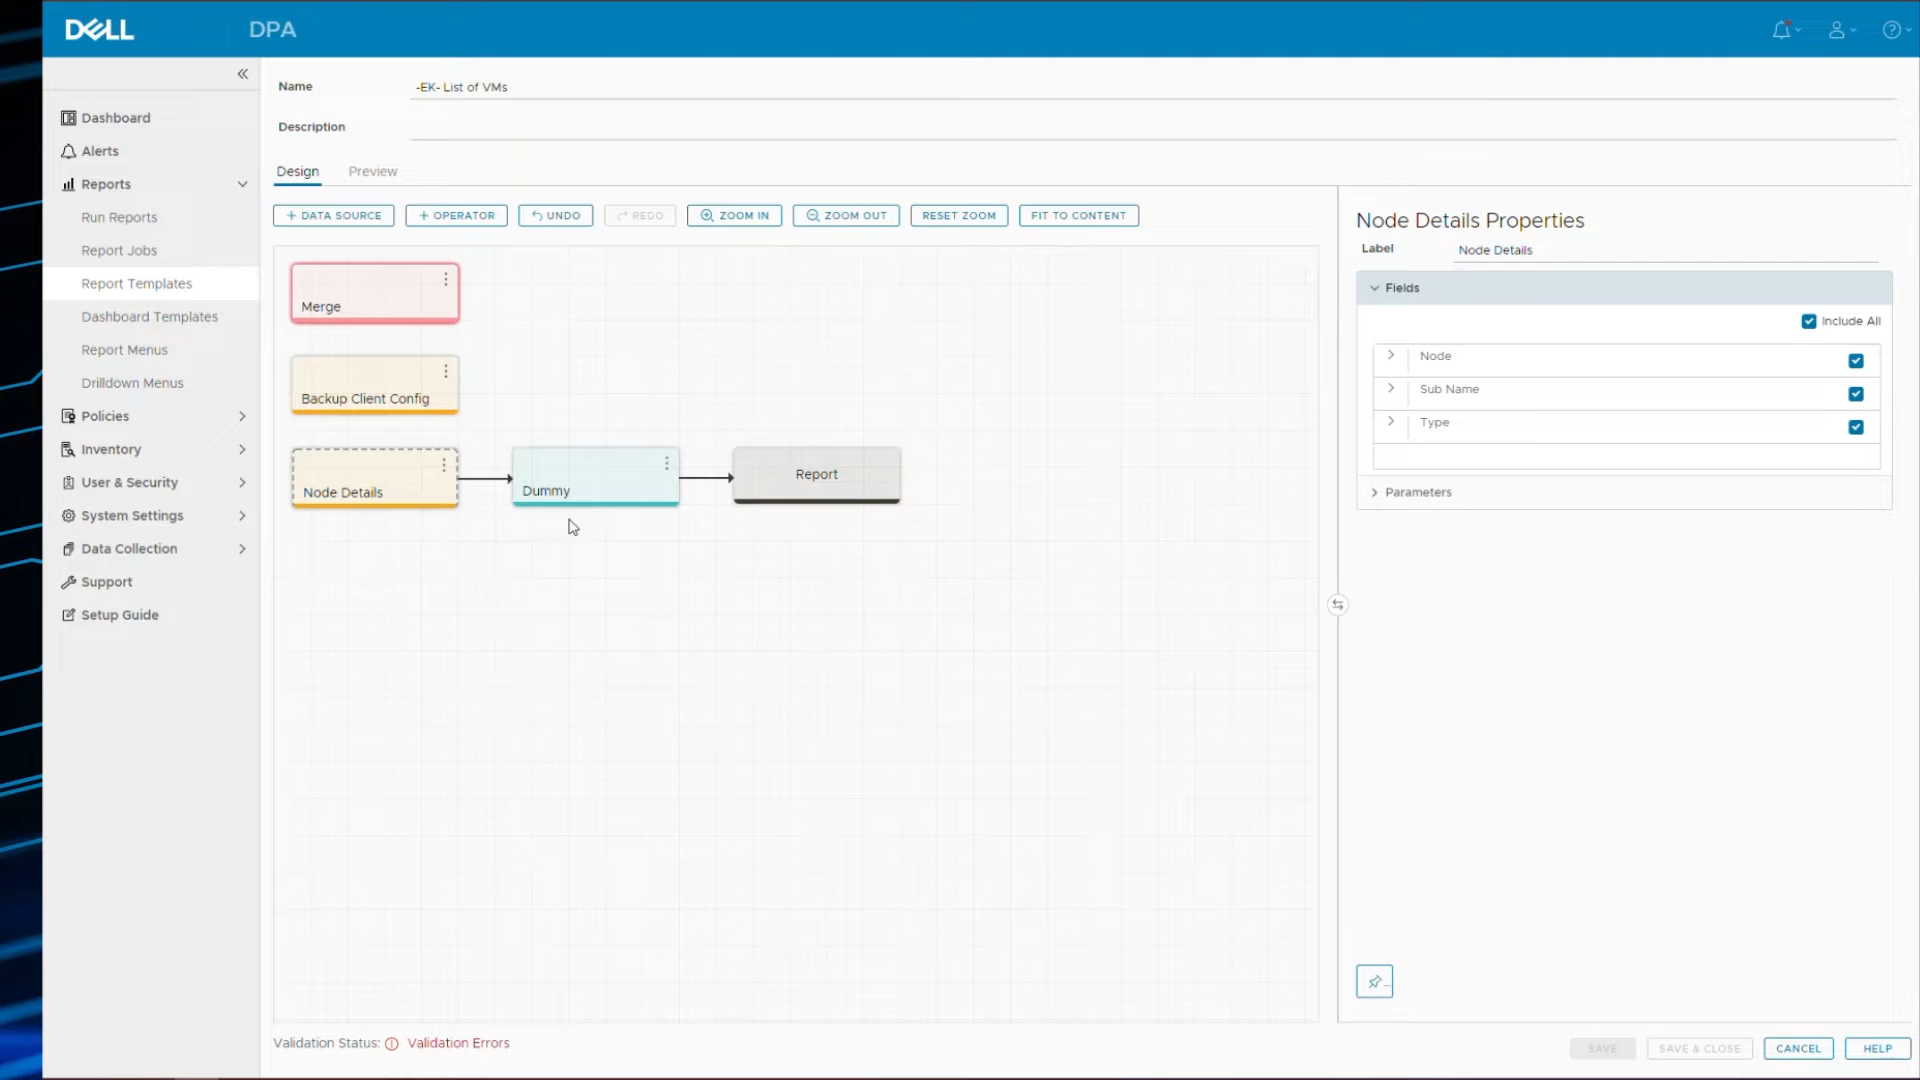 DELL
DPA
Name
-EK- List of VMs
Description
Dashboard
Alerts
Reports
Run Reports
Report Jobs
Report Templates
Dashboard Templates
Report Menus
Drilldown Menus
Policies
Inventory
User & Security
System Settings
Data Collection
Support
Setup Guide
Design
Preview
+ DATA SOURCE
+ OPERATOR
UNDO
REDO
ZOOM IN
ZOOM OUT
RESET ZOOM
FIT TO CONTENT
Merge
Backup Client Config
Node Details
Dummy
Report
Node Details Properties
Label
Node Details
Fields
Include All
Node
Sub Name
Type
Parameters
...
Validation Status: Validation Errors
SAVE
SAVE & CLOSE
CANCEL
HELP